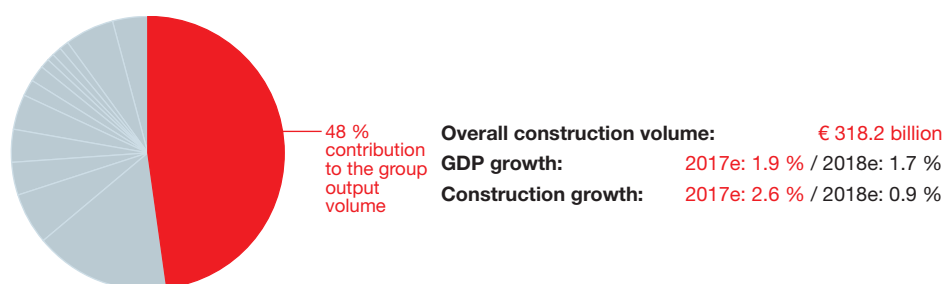 48 %
contribution
to the group
output
volume
Overall construction volume: € 318.2 billion
GDP growth: 2017e: 1.9 % / 2018e: 1.7 %
Construction growth: 2017e: 2.6 % / 2018e: 0.9 %